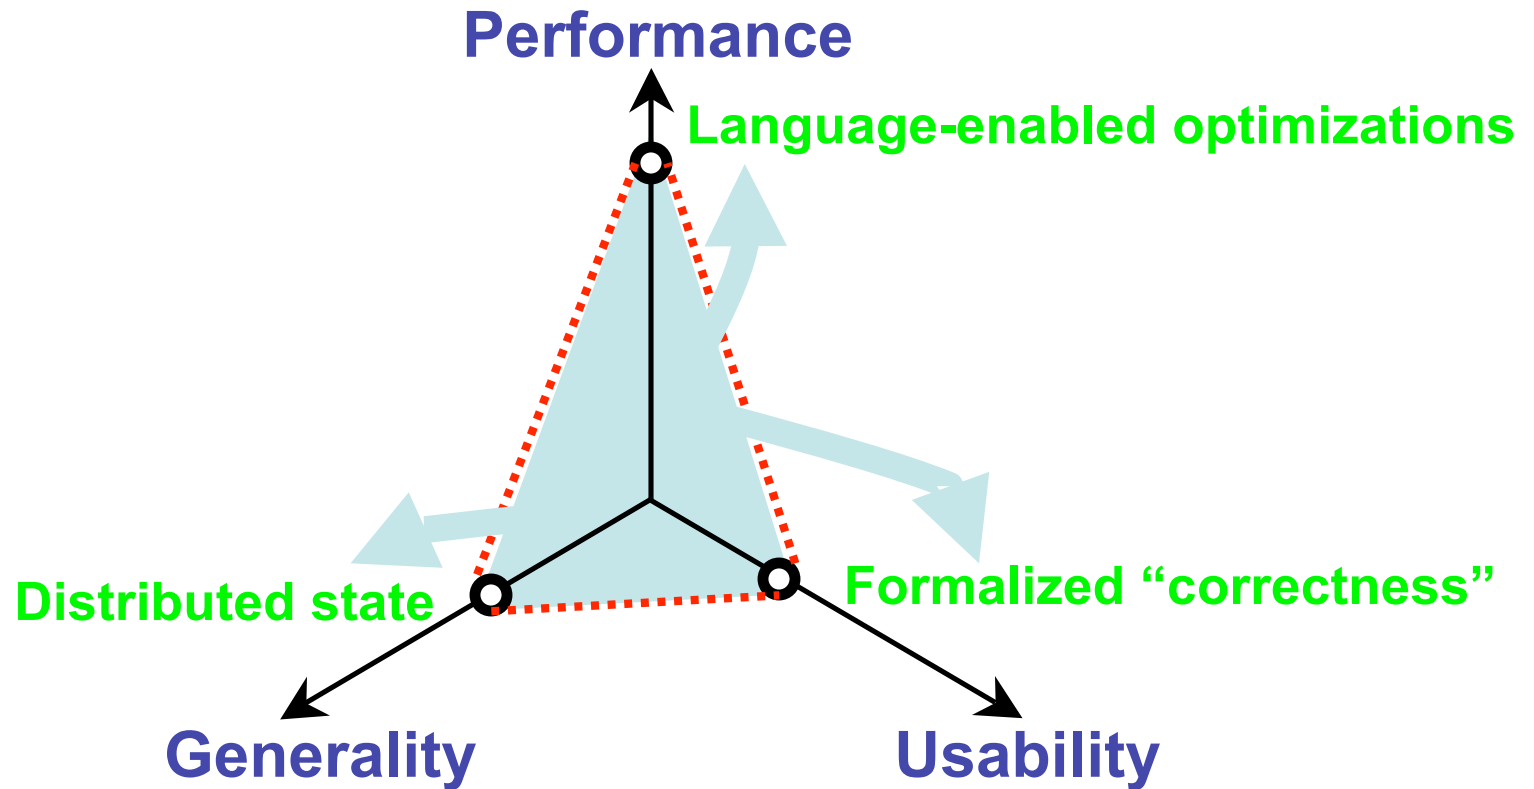 Performance
Language-enabled optimizations
Distributed state
Formalized “correctness”
Generality
Usability